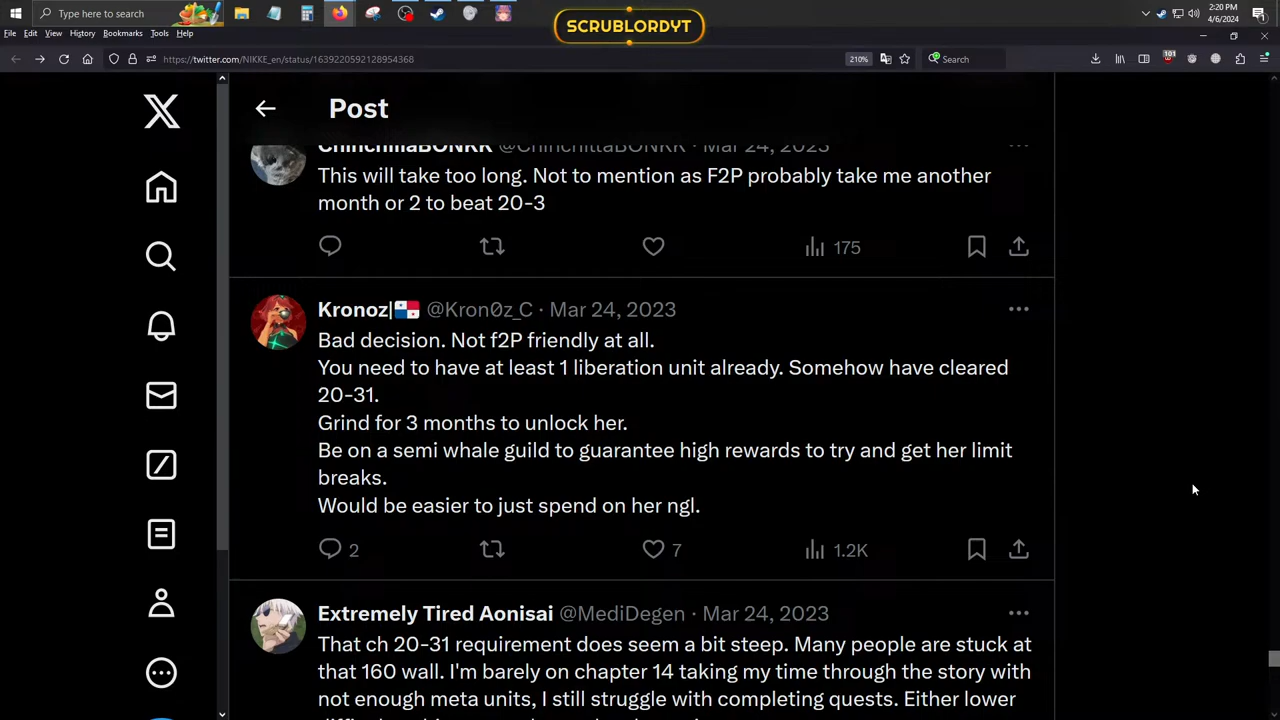 Type here to search
SCRUBLORDYT
2:20 PM
4/6/2024
File Edit View History Bookmarks Tools Help
https://twitter.com/NIKKE_en/status/1639220592128954368
210%
Search
101
Post
ChinchillaBONKK @ChinchittaBONKK · Mar 24, 2023
This will take too long. Not to mention as F2P probably take me another
month or 2 to beat 20-3
175
Kronoz| @Kron0z_C · Mar 24, 2023
Bad decision. Not f2P friendly at all.
You need to have at least 1 liberation unit already. Somehow have cleared
20-31.
Grind for 3 months to unlock her.
Be on a semi whale guild to guarantee high rewards to try and get her limit
breaks.
Would be easier to just spend on her ngl.
2 7 1.2K
Extremely Tired Aonisai @MediDegen · Mar 24, 2023
That ch 20-31 requirement does seem a bit steep. Many people are stuck at
that 160 wall. I'm barely on chapter 14 taking my time through the story with
not enough meta units, I still struggle with completing quests. Either lower